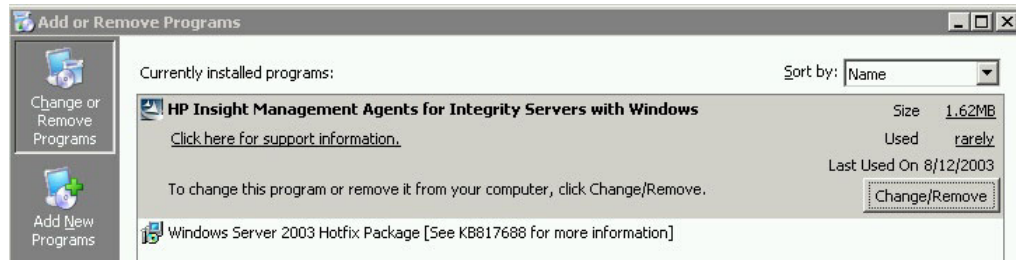 Add or Remove Programs
Change or Remove Programs
Currently installed programs:
Sort by: Name
HP Insight Management Agents for Integrity Servers with Windows
Size 1.62MB
Click here for support information.
Used rarely
Last Used On 8/12/2003
To change this program or remove it from your computer, click Change/Remove.
Change/Remove
Add New Programs
Windows Server 2003 Hotfix Package [See KB817688 for more information]